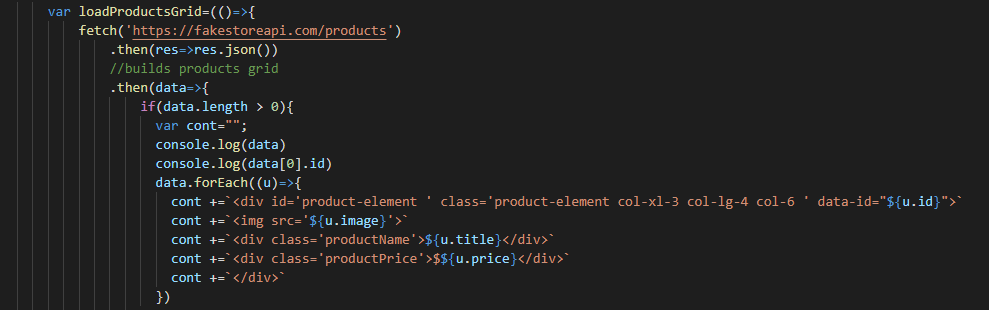 var loadProductsGrid=(()=>{
fetch('https://fakestoreapi.com/products')
.then(res=>res.json())
//builds products grid
.then(data=>{
if(data.length > 0){
var cont="";
console.log(data)
console.log(data[0].id)
data.forEach((u)=>{
cont +=`<div id='product-element ' class='product-element col-xl-3 col-lg-4 col-6 ' data-id="${u.id}">`
cont +=`<img src='${u.image}'>`
cont +=`<div class='productName'>${u.title}</div>`
cont +=`<div class='productPrice'>$${u.price}</div>`
cont +=`</div>`
})